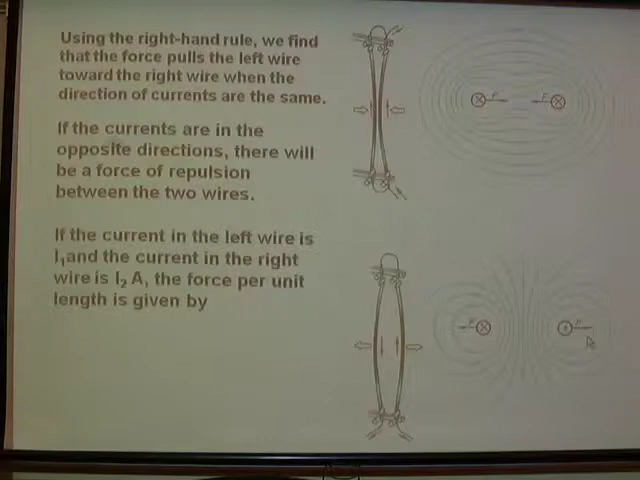 Using the right-hand rule, we find
that the force pulls the left wire
toward the right wire when the
direction of currents are the same.
If the currents are in the
opposite directions, there will
be a force of repulsion
between the two wires.
If the current in the left wire is
I₁and the current in the right
wire is I₂ A, the force per unit
length is given by
F
F
F
F